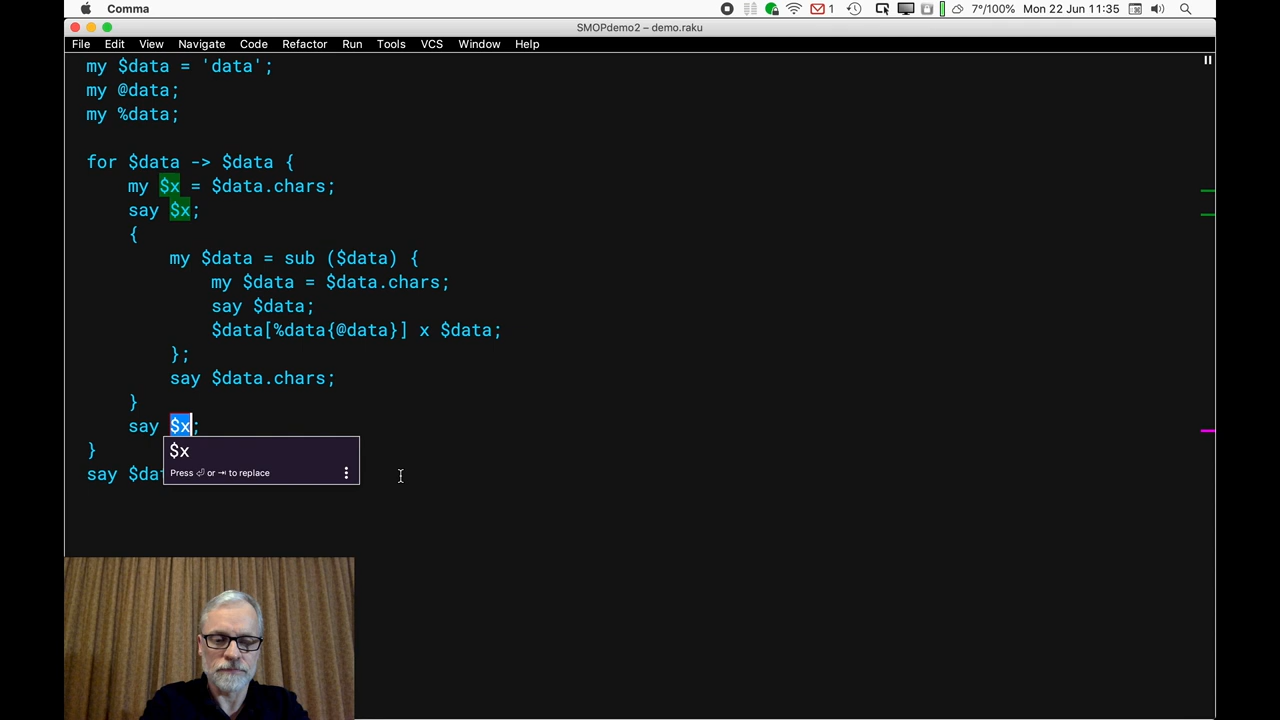 Comma
1
7°/100%
Mon 22 Jun 11:35
SMOPdemo2 – demo.raku
File Edit View Navigate Code Refactor Run Tools VCS Window Help
my $data = 'data';
my @data;
my %data;
for $data -> $data {
my $x = $data.chars;
say $x;
{
my $data = sub ($data) {
my $data = $data.chars;
say $data;
$data[%data{@data}] x $data;
};
say $data.chars;
}
say $x;
}
$x
Press ⏎ or ⇥ to replace
say $dat